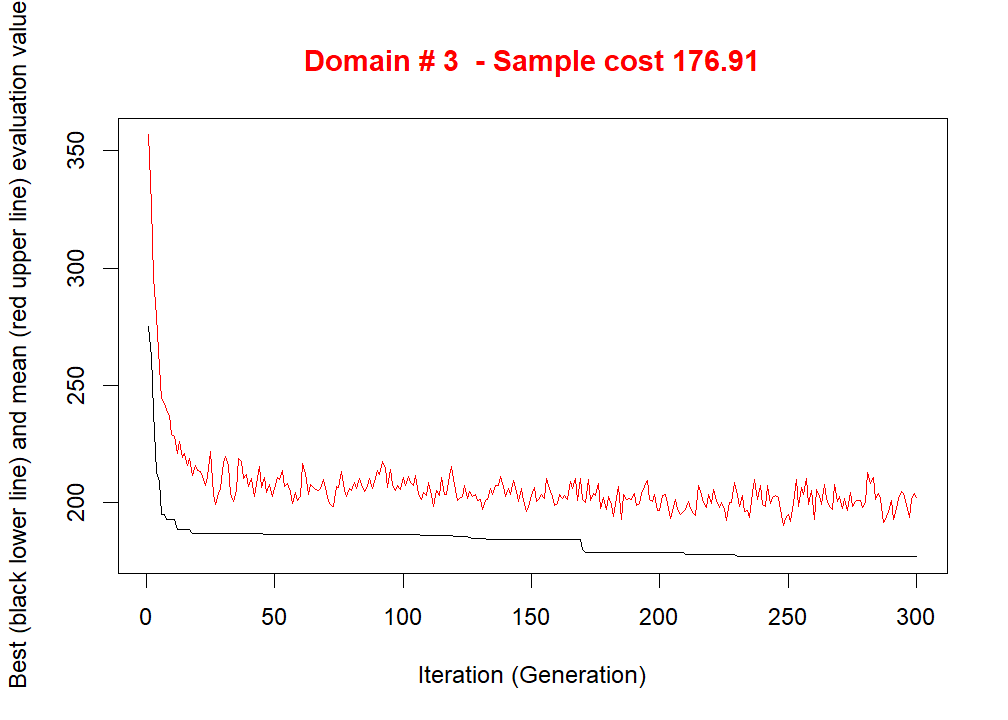 Domain # 3  - Sample cost 176.91
Best (black lower line) and mean (red upper line) evaluation value
350
300
250
200
0 50 100 150 200 250 300
Iteration (Generation)